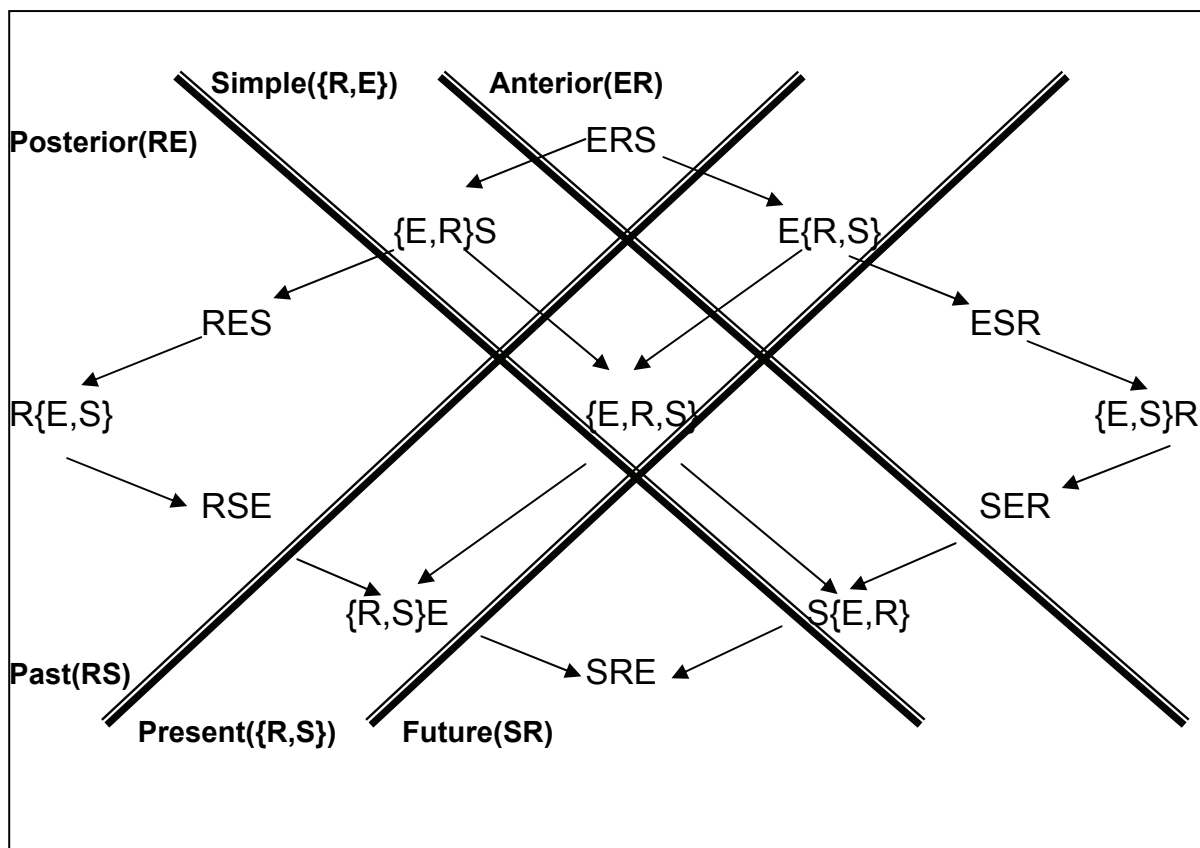 Simple({R,E})
Anterior(ER)
Posterior(RE)
ERS
{E,R}S
E{R,S}
RES
ESR
R{E,S}
{E,R,S}
{E,S}R
RSE
SER
{R,S}E
S{E,R}
Past(RS)
SRE
Present({R,S})
Future(SR)